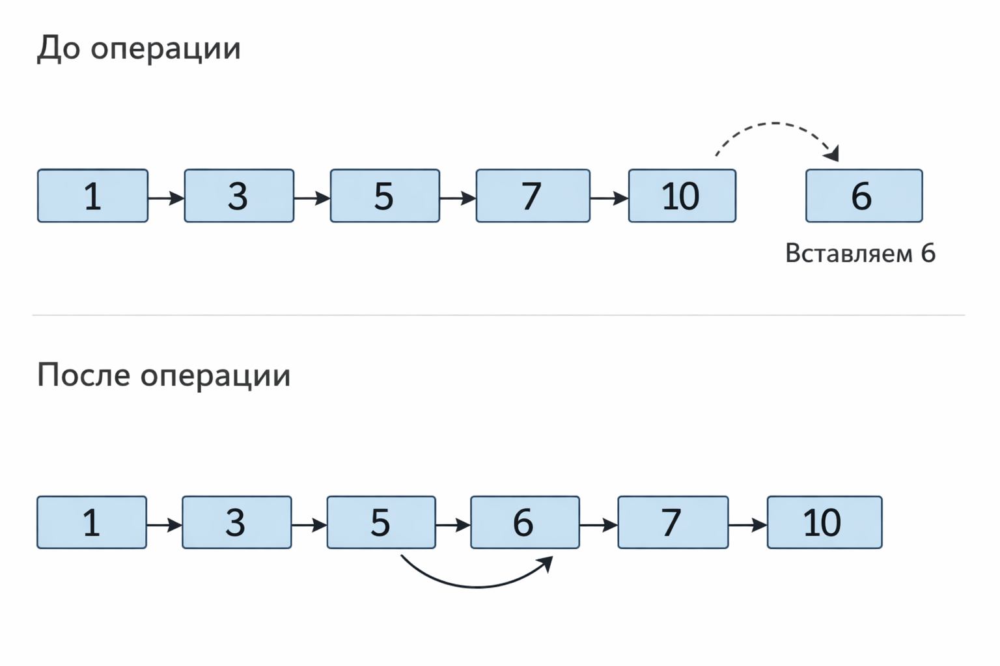 До операции
1 3 5 7 10 6
Вставляем 6
После операции
1 3 5 6 7 10